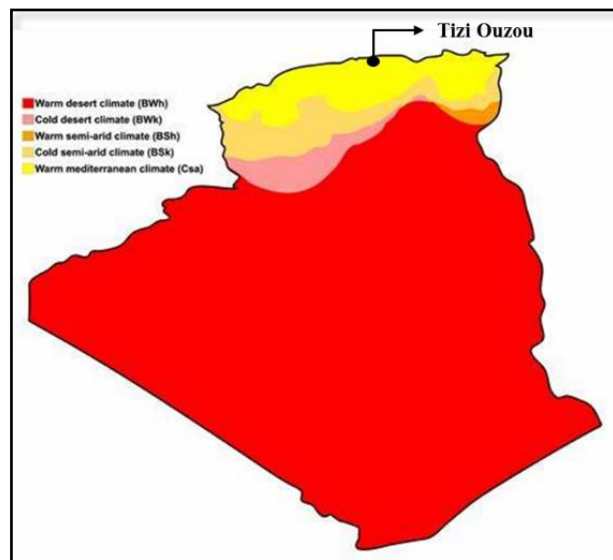 Tizi Ouzou
Warm desert climate (BWh)
Cold desert climate (BWk)
Warm semi-arid climate (BSh)
Cold semi-arid climate (BSk)
Warm mediterranean climate (Csa)